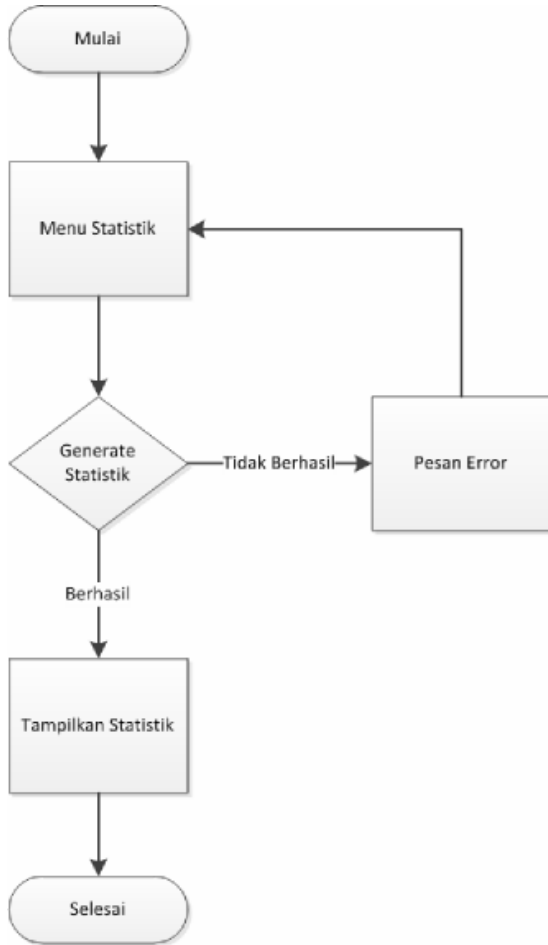 Mulai
Menu Statistik
Generate
Statistik
Tidak Berhasil
Pesan Error
Berhasil
Tampilkan Statistik
Selesai